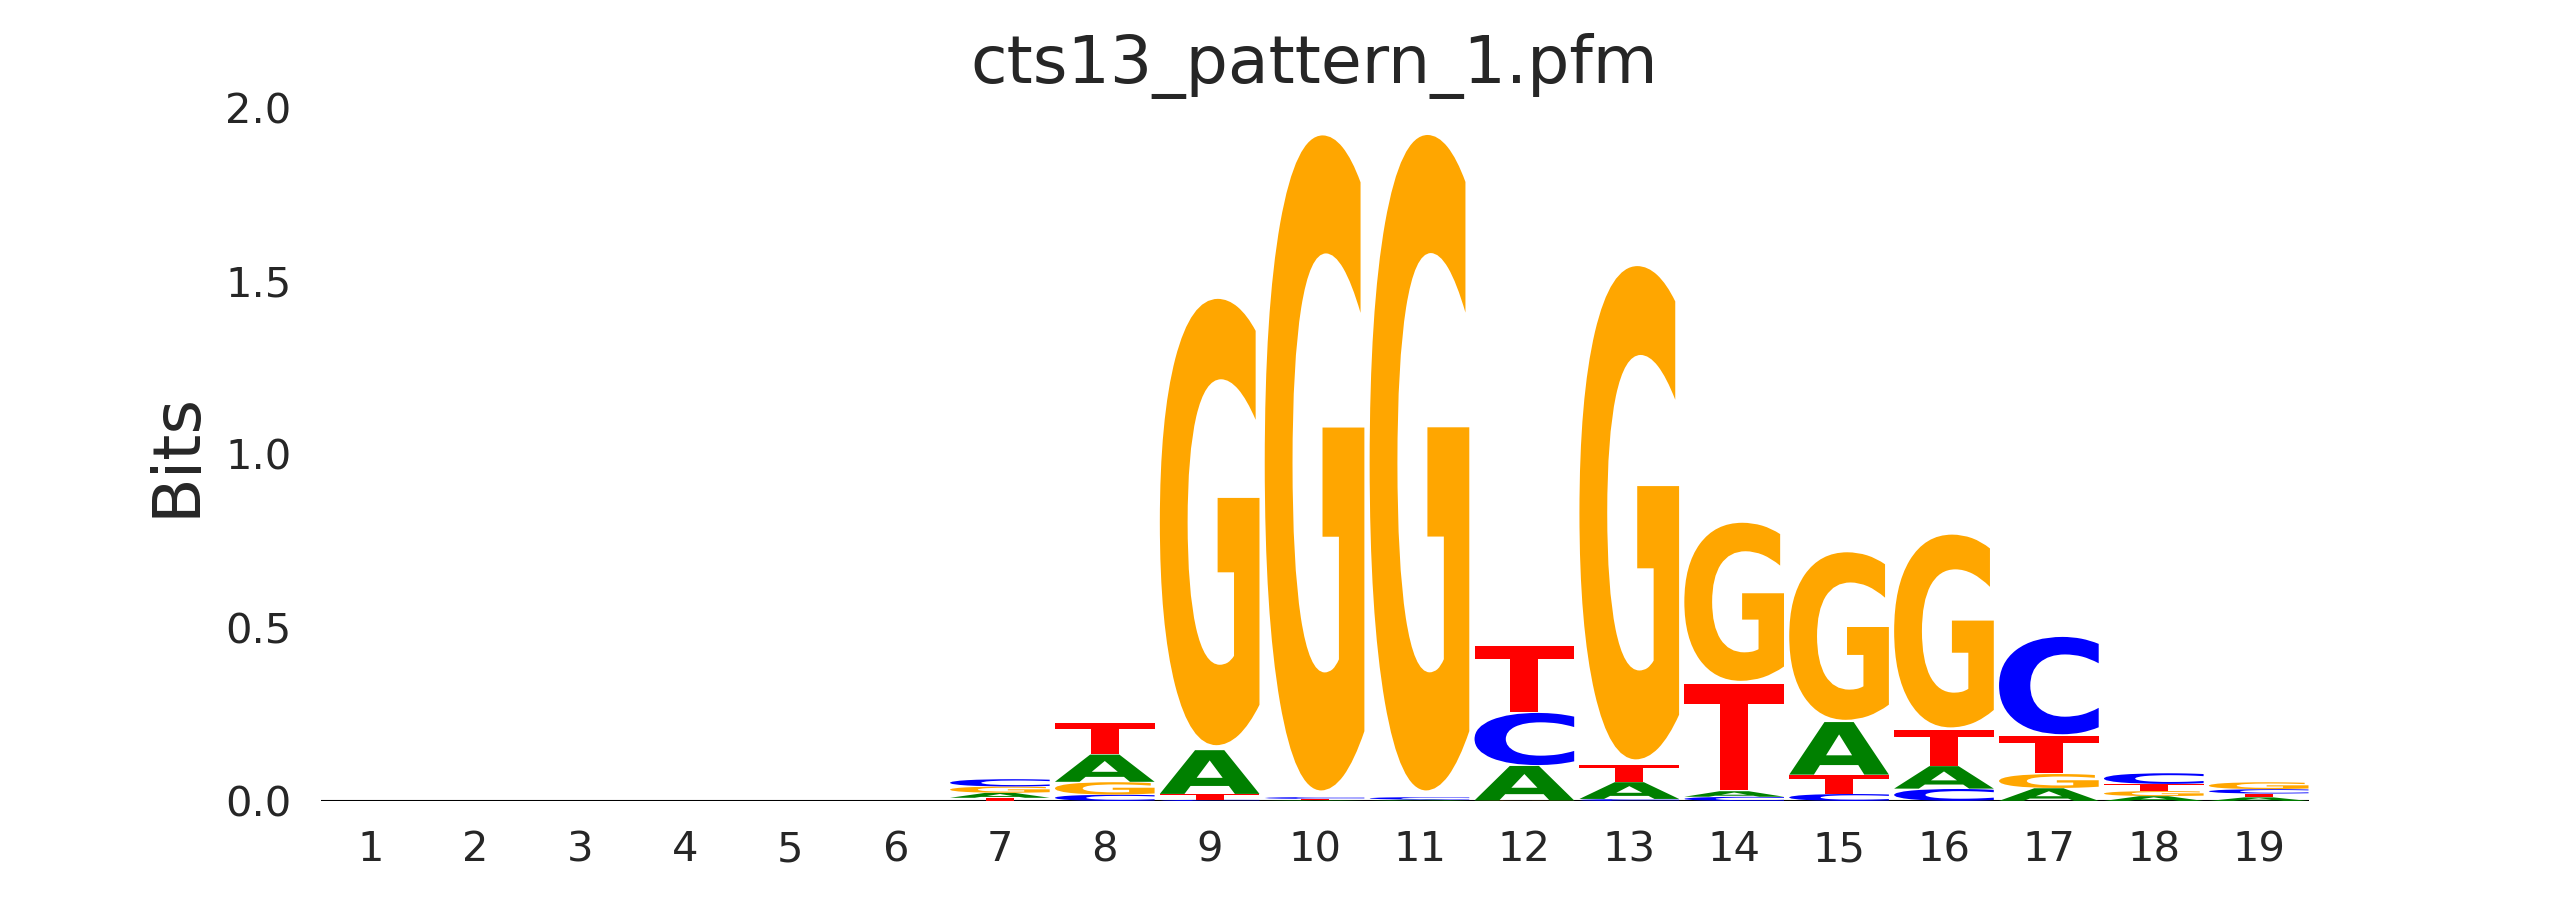 cts13_pattern_1.pfm
2.0
1.5
1.0
0.5
0.0
Bits
1 2 3 4 5 6 7 8 9 10 11 12 13 14 15 16 17 18 19
C G A T
T A G C
G A T
G
G
T C A
G T A
G T A C
G A T C
G T A C
C T G A
C T G A
G C T A